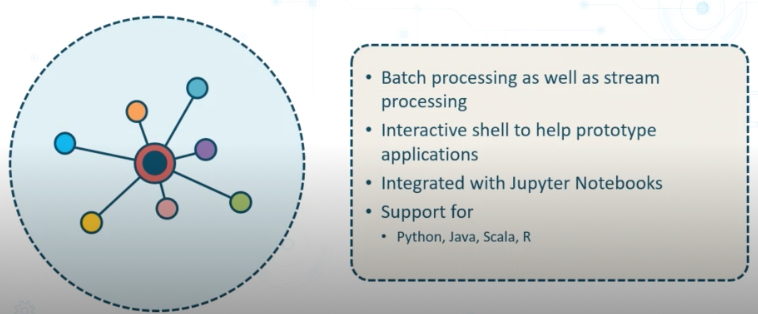 • Batch processing as well as stream
processing
• Interactive shell to help prototype
applications
• Integrated with Jupyter Notebooks
• Support for
• Python, Java, Scala, R